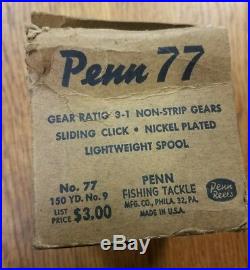 Penn 77
GEAR RATIO 3-1 NON-STRIP GEARS
SLIDING CLICK • NICKEL PLATED
LIGHTWEIGHT SPOOL
No. 77
150 YD. No. 9
LIST
PRICE $3.00
PENN
FISHING TACKLE
MFG. CO., PHILA. 32, PA.
MADE IN U.S.A.
Penn
Reels